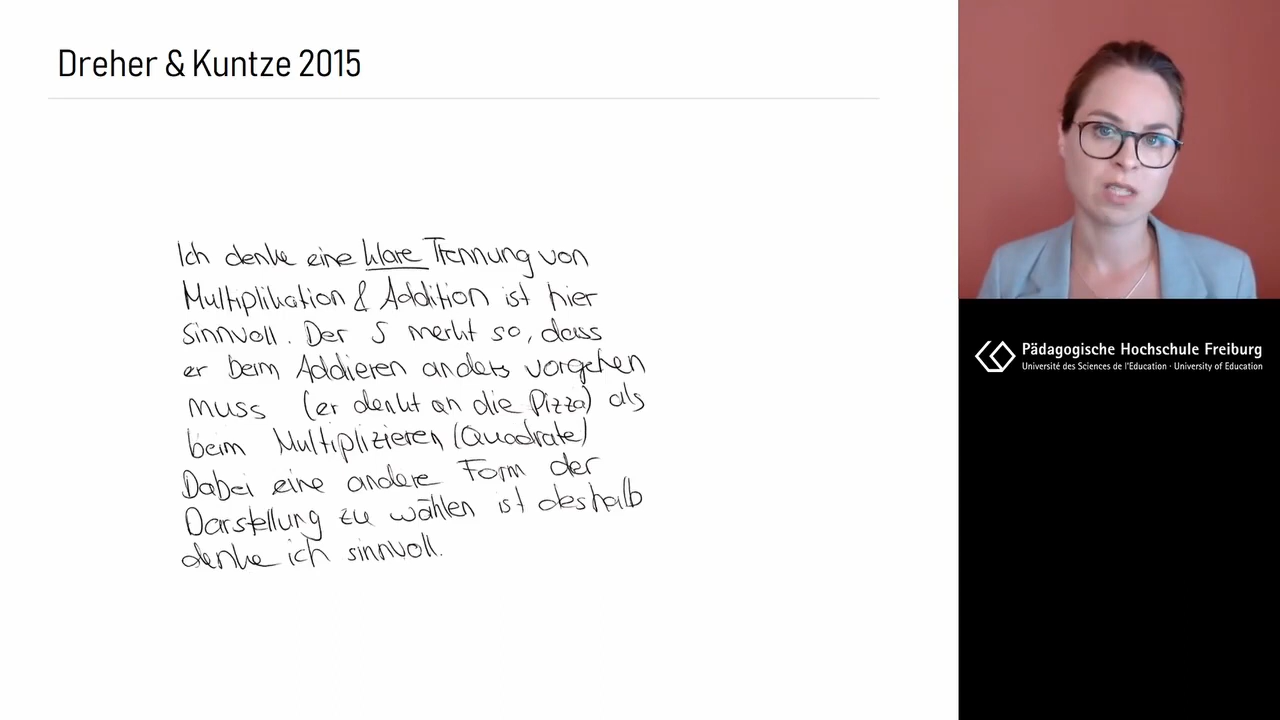 Dreher & Kuntze 2015
Ich denke eine klare Trennung von
Multiplikation & Addition ist hier
sinnvoll. Der S merkt so, dass
er beim Addieren anders vorgehen
muss (er denkt an die Pizza) als
beim Multiplizieren (Quadrate)
Dabei eine andere Form der
Darstellung zu wählen ist deshalb
denke ich sinnvoll.
Pädagogische Hochschule Freiburg
Université des Sciences de l'Education · University of Education